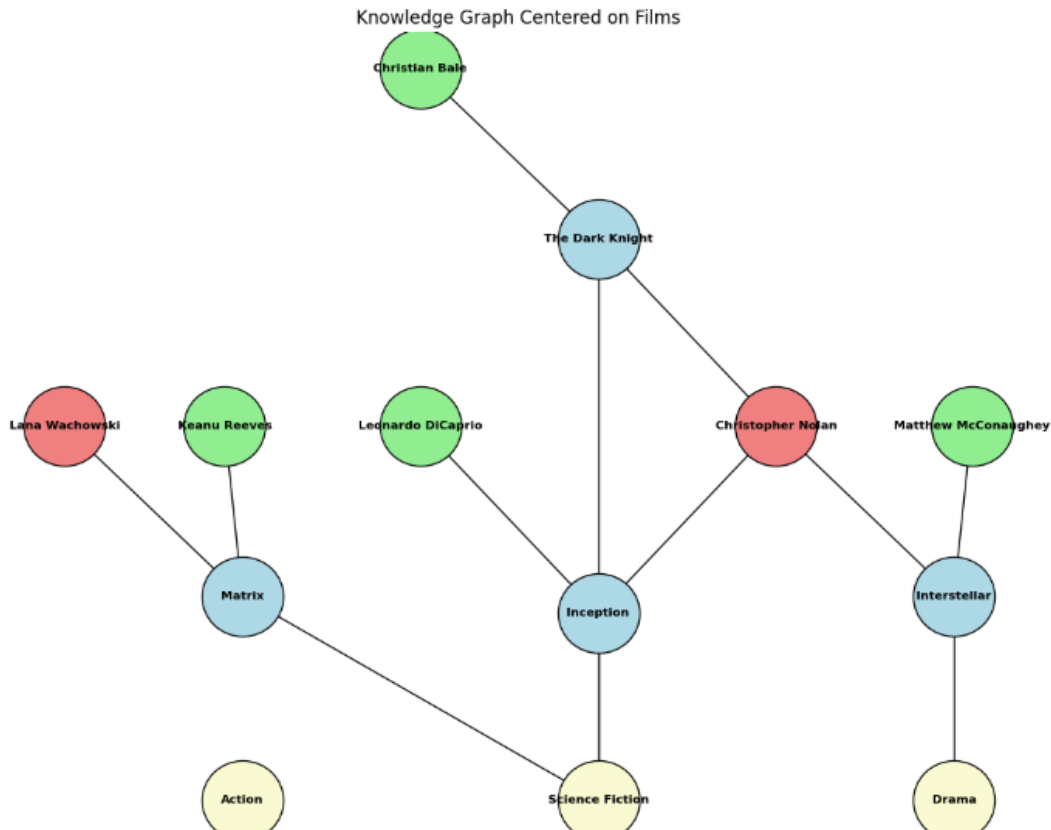 Knowledge Graph Centered on Films
Christian Bale
The Dark Knight
Lana Wachowski
Keanu Reeves
Leonardo DiCaprio
Christopher Nolan
Matthew McConaughey
Matrix
Inception
Interstellar
Action
Science Fiction
Drama